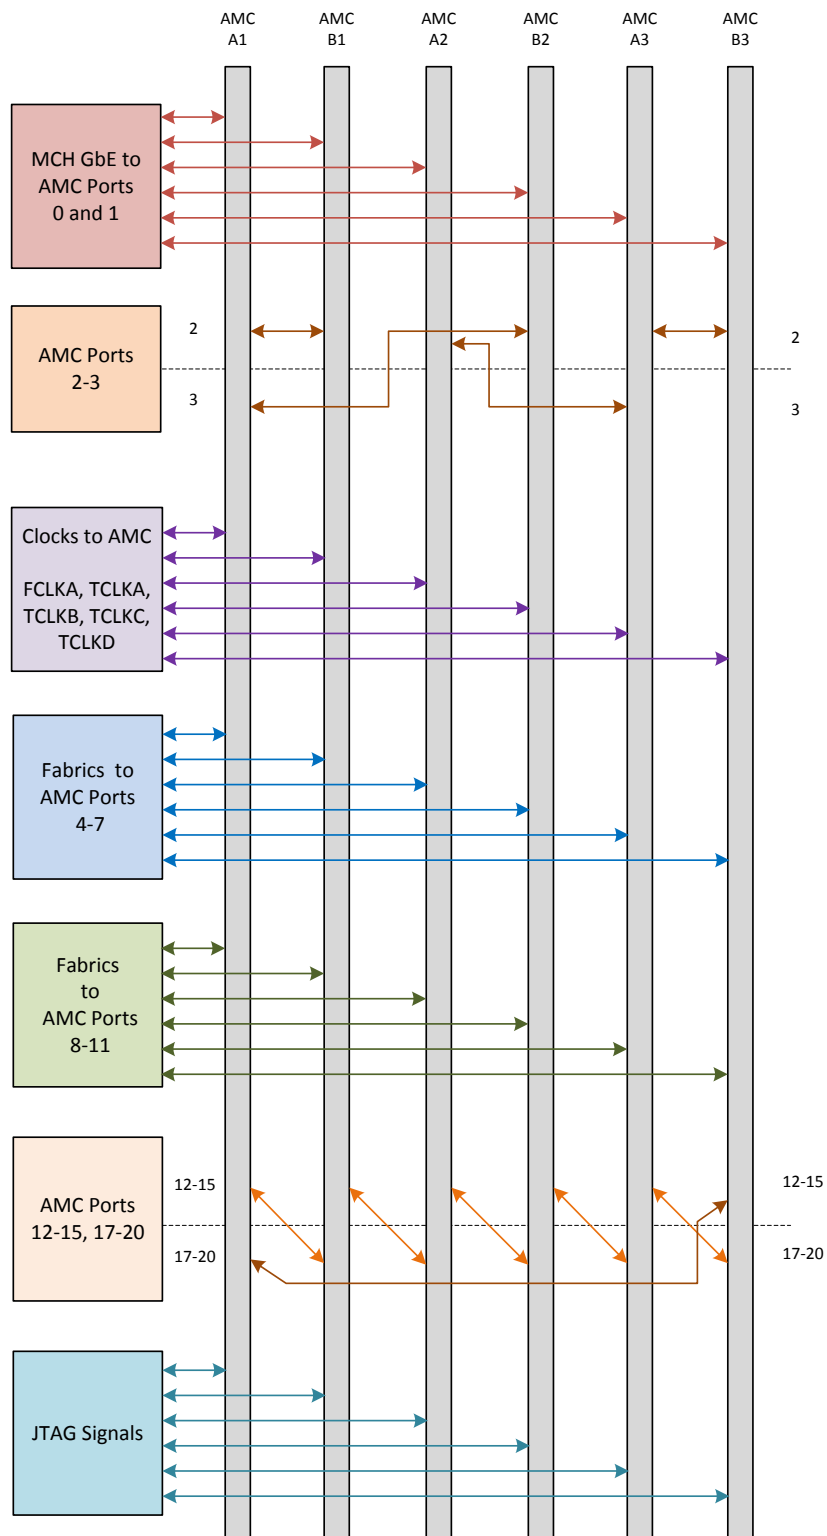 AMC
A1
AMC
B1
AMC
A2
AMC
B2
AMC
A3
AMC
B3
MCH GbE to
AMC Ports
0 and 1
AMC Ports
2-3
2
3
2
3
Clocks to AMC
FCLKA, TCLKA,
TCLKB, TCLKC,
TCLKD
Fabrics to
AMC Ports
4-7
Fabrics
to
AMC Ports
8-11
AMC Ports
12-15, 17-20
12-15
17-20
12-15
17-20
JTAG Signals